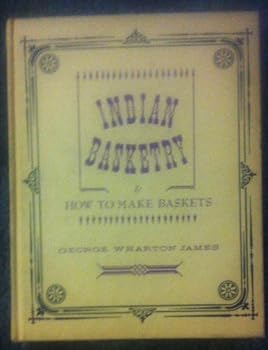 INDIAN
BASKETRY
&
HOW TO MAKE BASKETS
GEORGE WHARTON JAMES